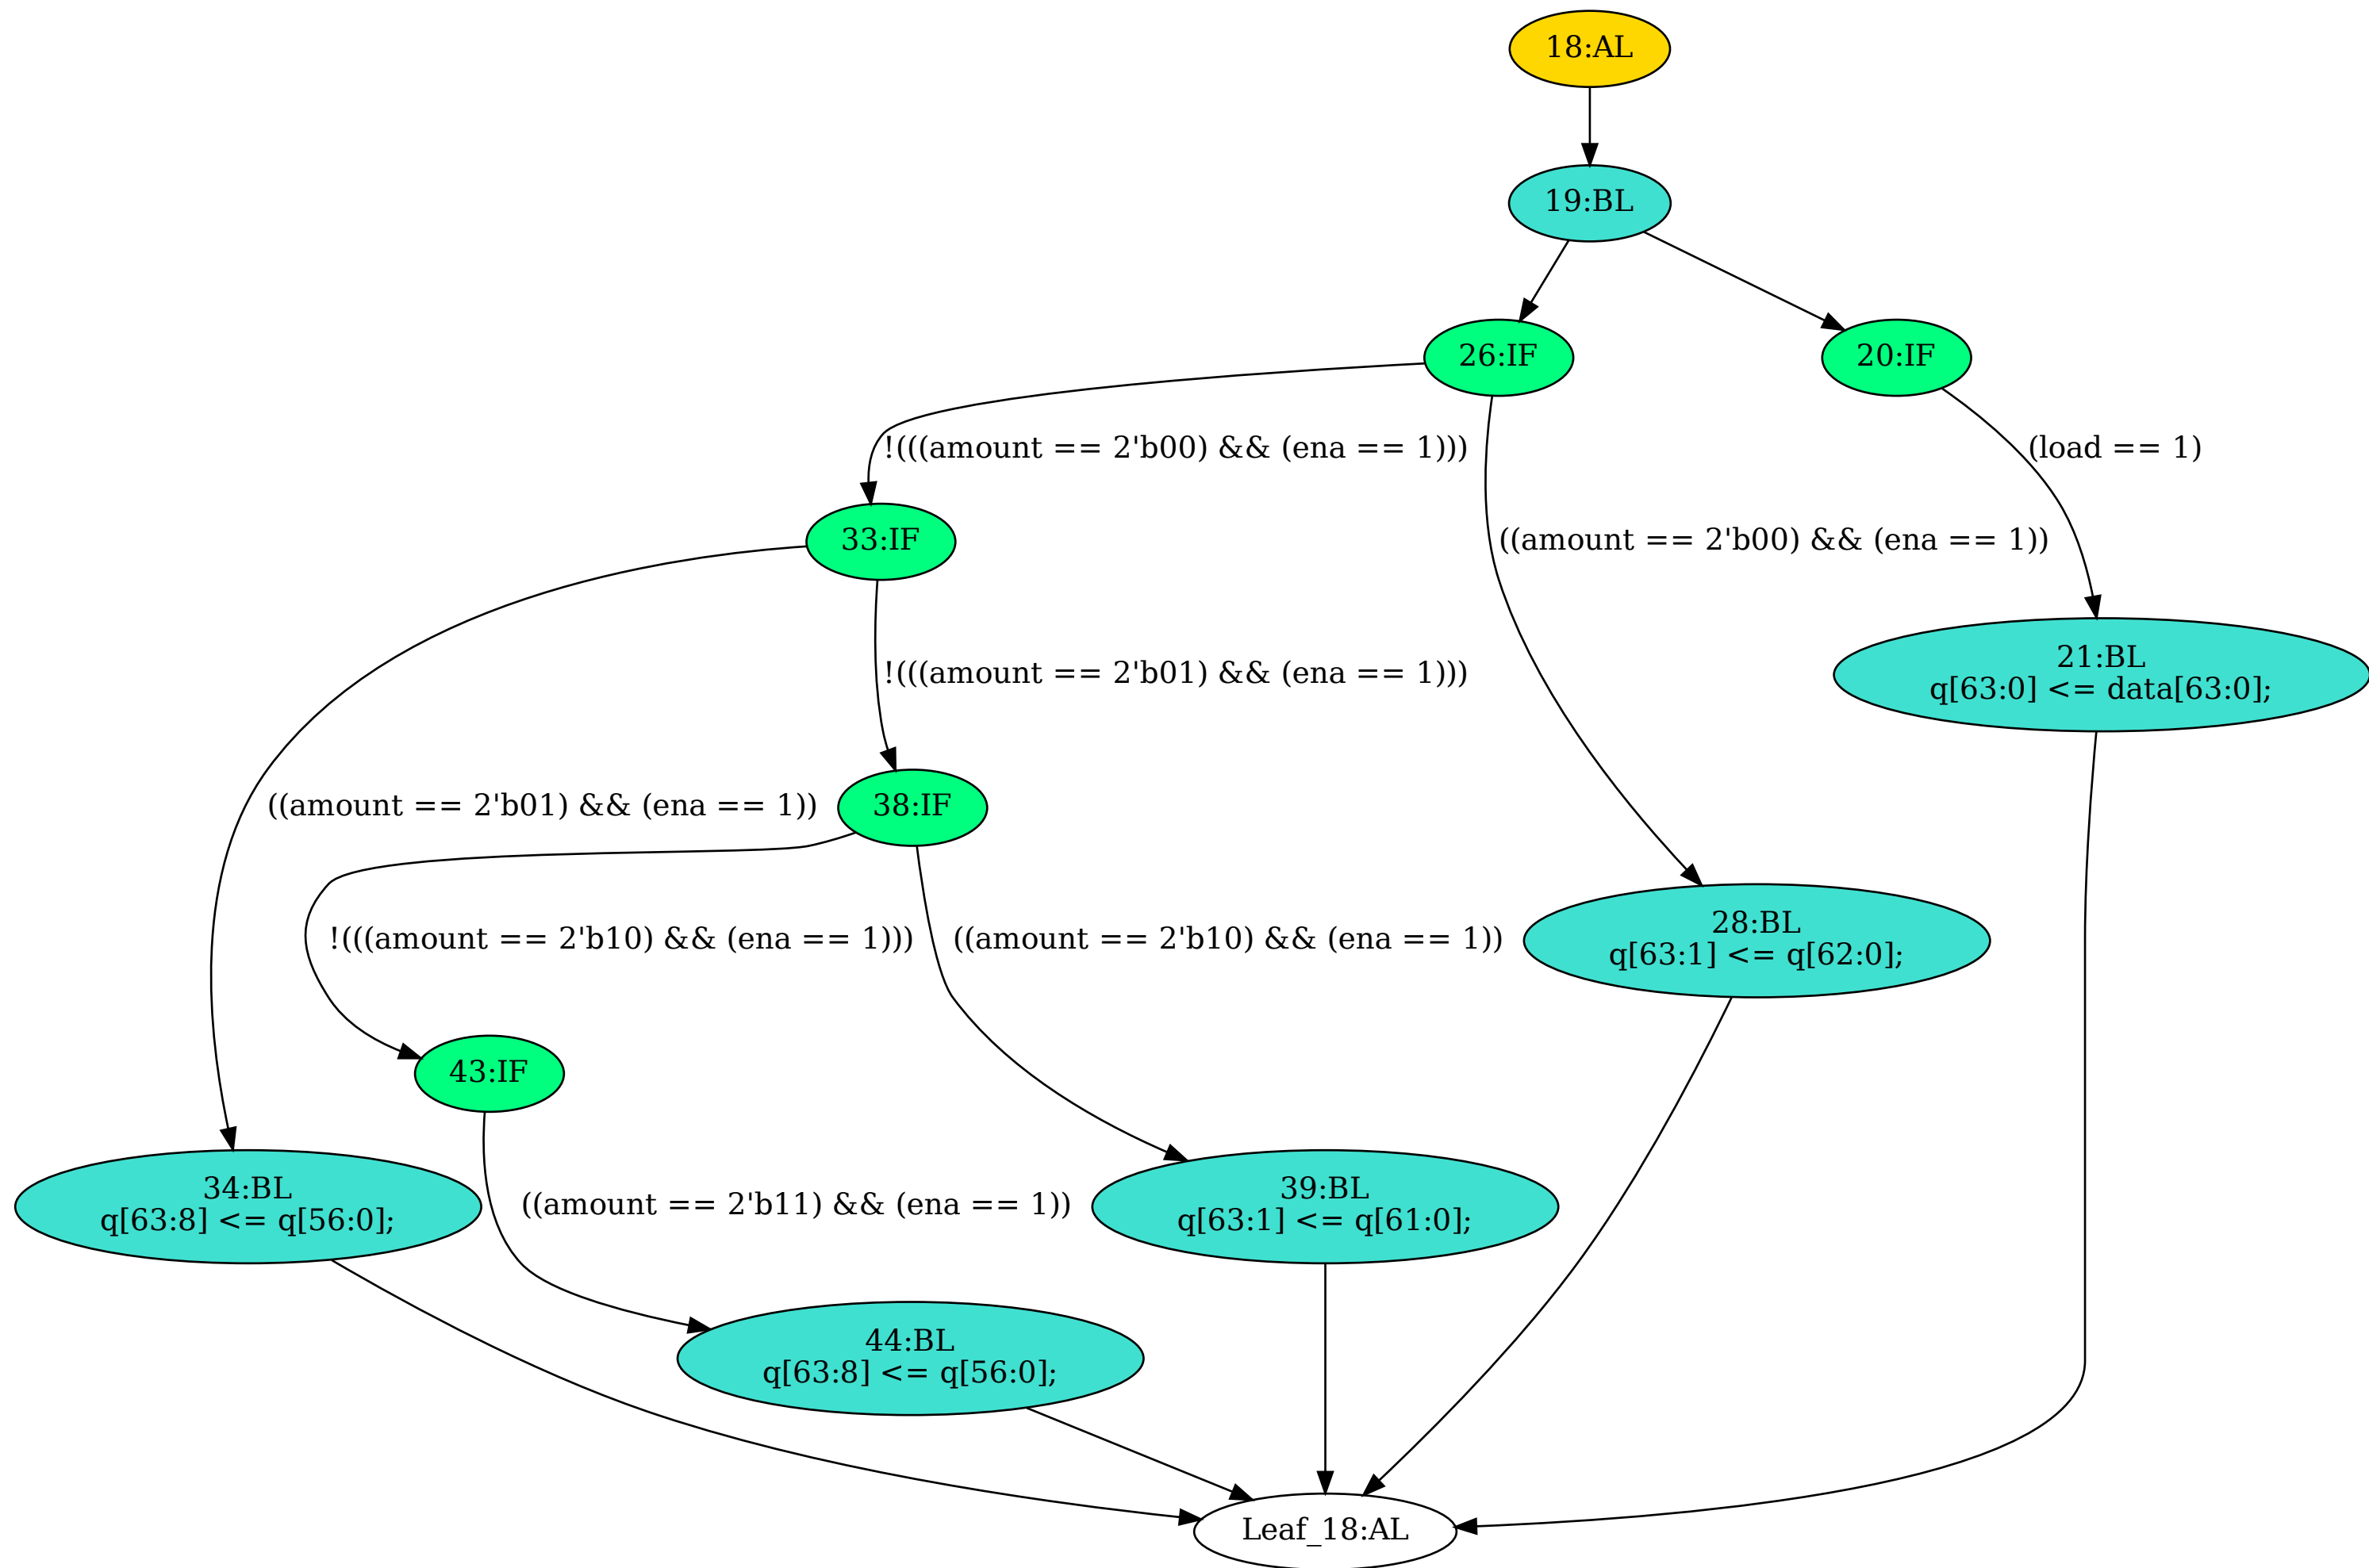 18:AL
19:BL
26:IF
20:IF
!(((amount == 2'b00) && (ena == 1)))
(load == 1)
33:IF
((amount == 2'b00) && (ena == 1))
21:BL
q[63:0] <= data[63:0];
!(((amount == 2'b01) && (ena == 1)))
((amount == 2'b01) && (ena == 1))
38:IF
!(((amount == 2'b10) && (ena == 1)))
((amount == 2'b10) && (ena == 1))
28:BL
q[63:1] <= q[62:0];
43:IF
34:BL
q[63:8] <= q[56:0];
((amount == 2'b11) && (ena == 1))
39:BL
q[63:1] <= q[61:0];
44:BL
q[63:8] <= q[56:0];
Leaf_18:AL